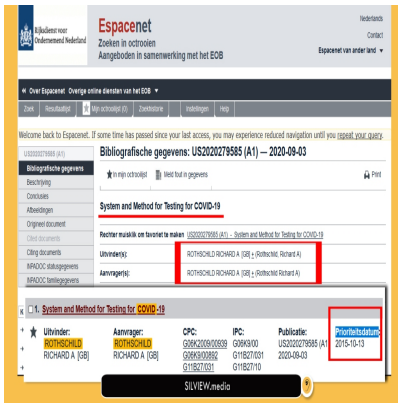 Rijksdienst voor
Ondernemend Nederland
Espacenet
Zoeken in octrooien
Aangeboden in samenwerking met het EOB
Nederlands
Contact
Espacenet van ander land
« Over Espacenet Overige online diensten van het EOB
Zoek Resultaatlijst Mijn octrooilijst (0) Zoekhistorie Instellingen Help
Welcome back to Espacenet. If some time has passed since your last access, you may experience reduced navigation until you repeat your query.
US2020279585 (A1)
Bibliografische gegevens
Beschrijving
Conclusies
Afbeeldingen
Origineel document
Cited documents
Citing documents
INPADOC statusgegevens
INPADOC familiegegevens
Bibliografische gegevens: US2020279585 (A1) — 2020-09-03
In mijn octrooilijst Meld fout in gegevens Print
System and Method for Testing for COVID-19
Rechter muisklik om favoriet te maken US2020279585 (A1) - System and Method for Testing for COVID-19
Uitvinder(s): ROTHSCHILD RICHARD A [GB] + (Rothschild, Richard A)
Aanvrager(s): ROTHSCHILD RICHARD A [GB] + (Rothschild, Richard A)
K
1. System and Method for Testing for COVID-19
Uitvinder: Aanvrager: CPC: IPC: Publicatie: Prioriteitsdatum:
ROTHSCHILD ROTHSCHILD G06K2009/00939 G06K9/00 US2020279585 (A1 2015-10-13
RICHARD A [GB] RICHARD A [GB] G06K9/00892 G11B27/031 2020-09-03
G11B27/031 G11B27/10
SILVIEW.media